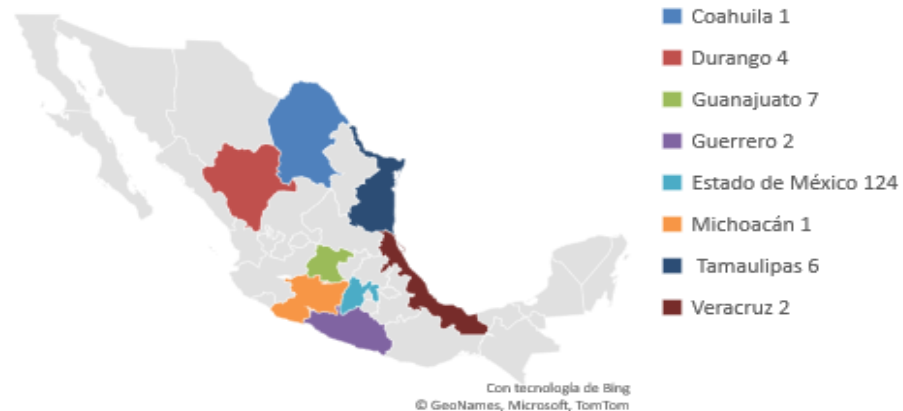 Coahuila 1
Durango 4
Guanajuato 7
Guerrero 2
Estado de México 124
Michoacán 1
Tamaulipas 6
Veracruz 2
Con tecnología de Bing
© GeoNames, Microsoft, TomTom